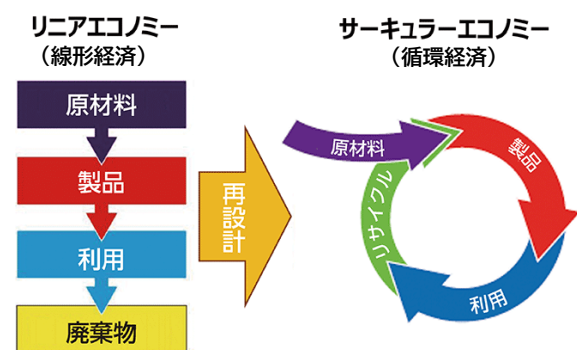 リニアエコノミー
（線形経済）
原材料
製品
利用
廃棄物
再設計
サーキュラーエコノミー
（循環経済）
原材料
製品
利用
リサイクル